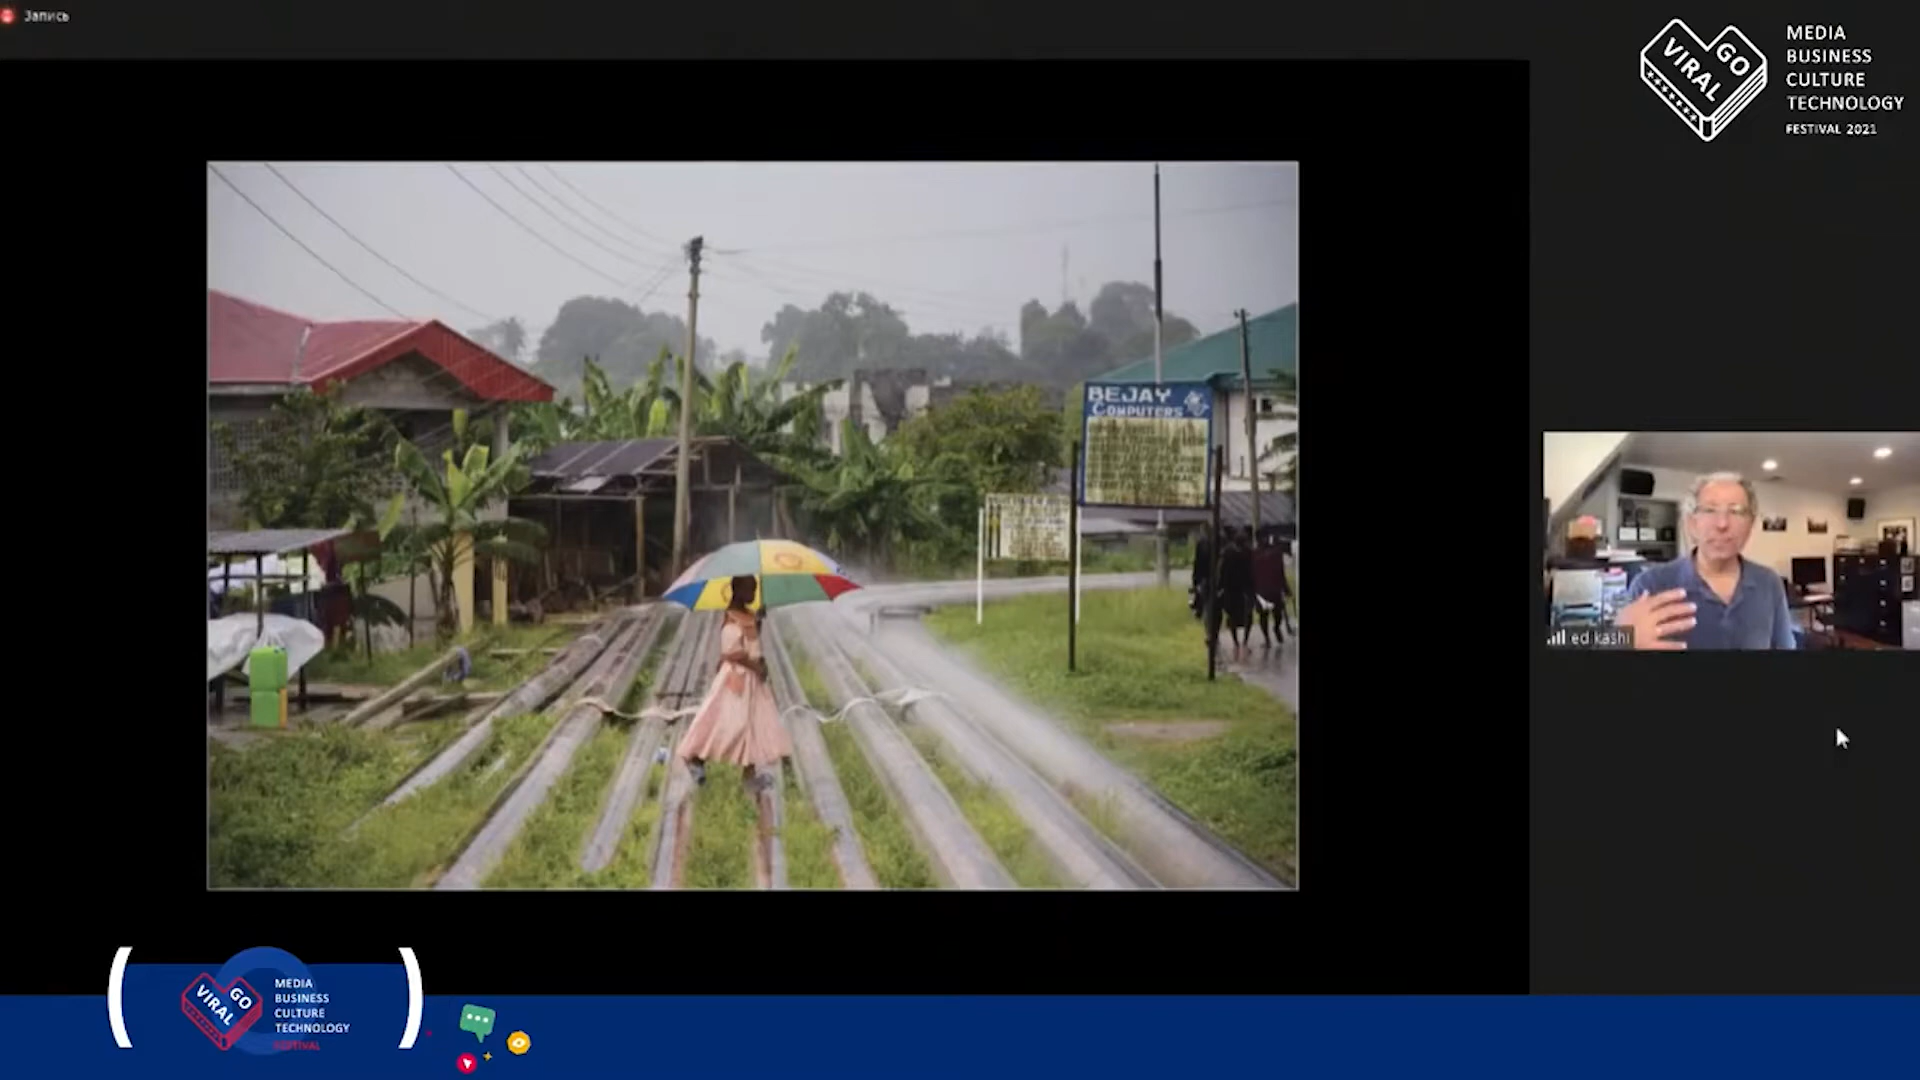 Запись
VIRAL
GO
MEDIA
BUSINESS
CULTURE
TECHNOLOGY
FESTIVAL 2021
BEJAY
COMPUTERS
ed kashi
VIRAL
GO
MEDIA
BUSINESS
CULTURE
TECHNOLOGY
FESTIVAL